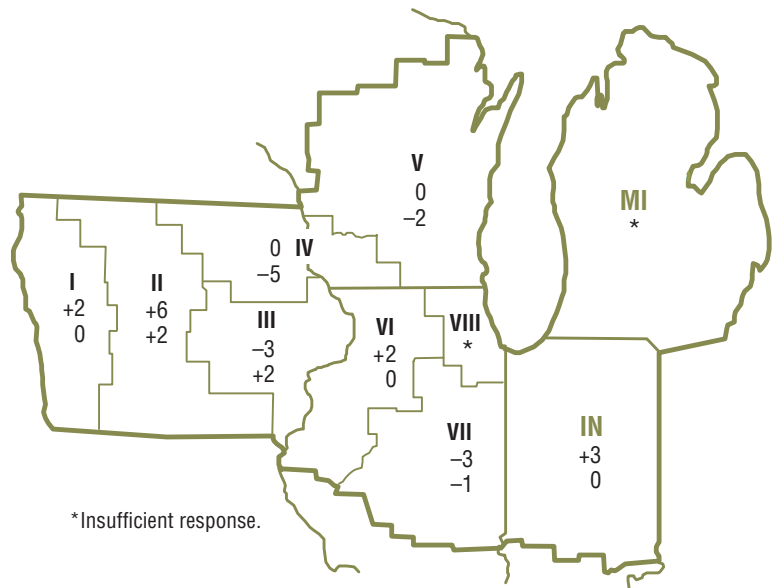 V
0
–2
MI
*
0 IV
–5
I
+2
0
II
+6
+2
III
–3
+2
VI
+2
0
VIII
*
VII
–3
–1
IN
+3
0
*Insufficient response.